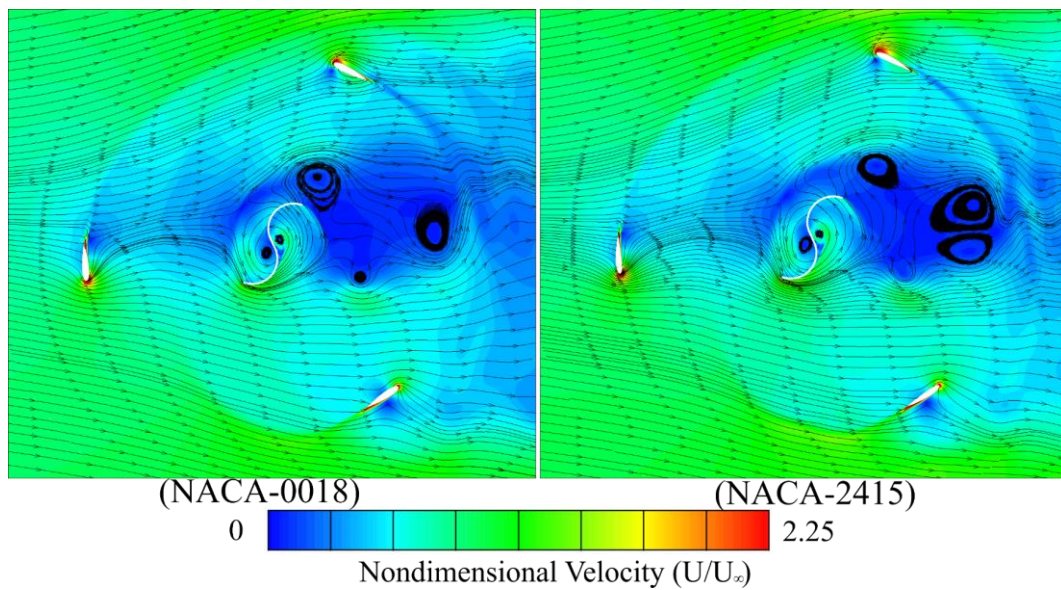 (NACA-0018)
(NACA-2415)
0
2.25
Nondimensional Velocity (U/U∞)